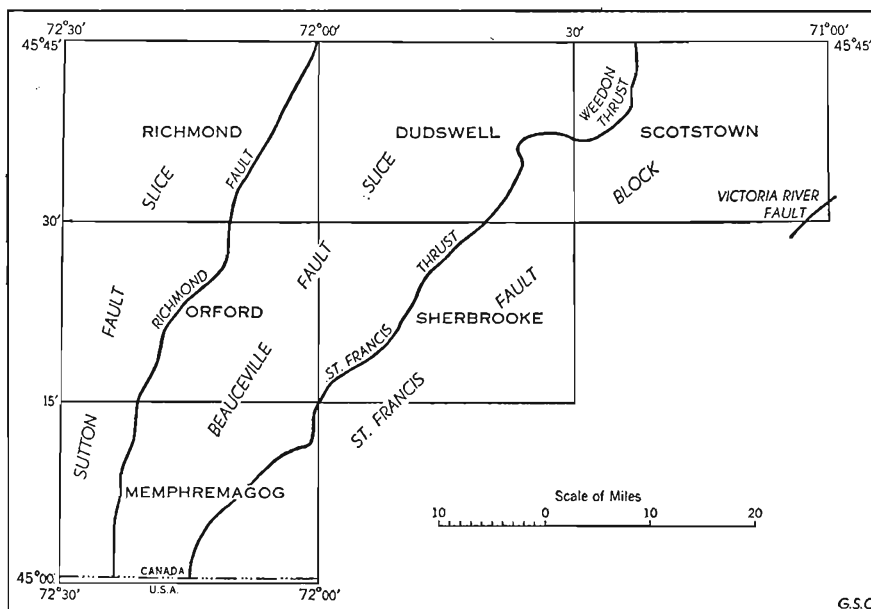 72°30'
72°00'
30'
71°00'
45°45'
45°45'
WEEDON
THRUST
RICHMOND
DUDSWELL
SCOTSTOWN
SLICE
FAULT
SLICE
BLOCK
VICTORIA RIVER
FAULT
30'
FAULT
THRUST
FAULT
RICHMOND
ORFORD
FAULT
SHERBROOKE
ST. FRANCIS
BEAUCEVILLE
15'
ST. FRANCIS
SUTTON
MEMPHREMAGOG
Scale of Miles
10 0 10 20
CANADA
45°00'
U.S.A.
72°30'
72°00'
G.S.C